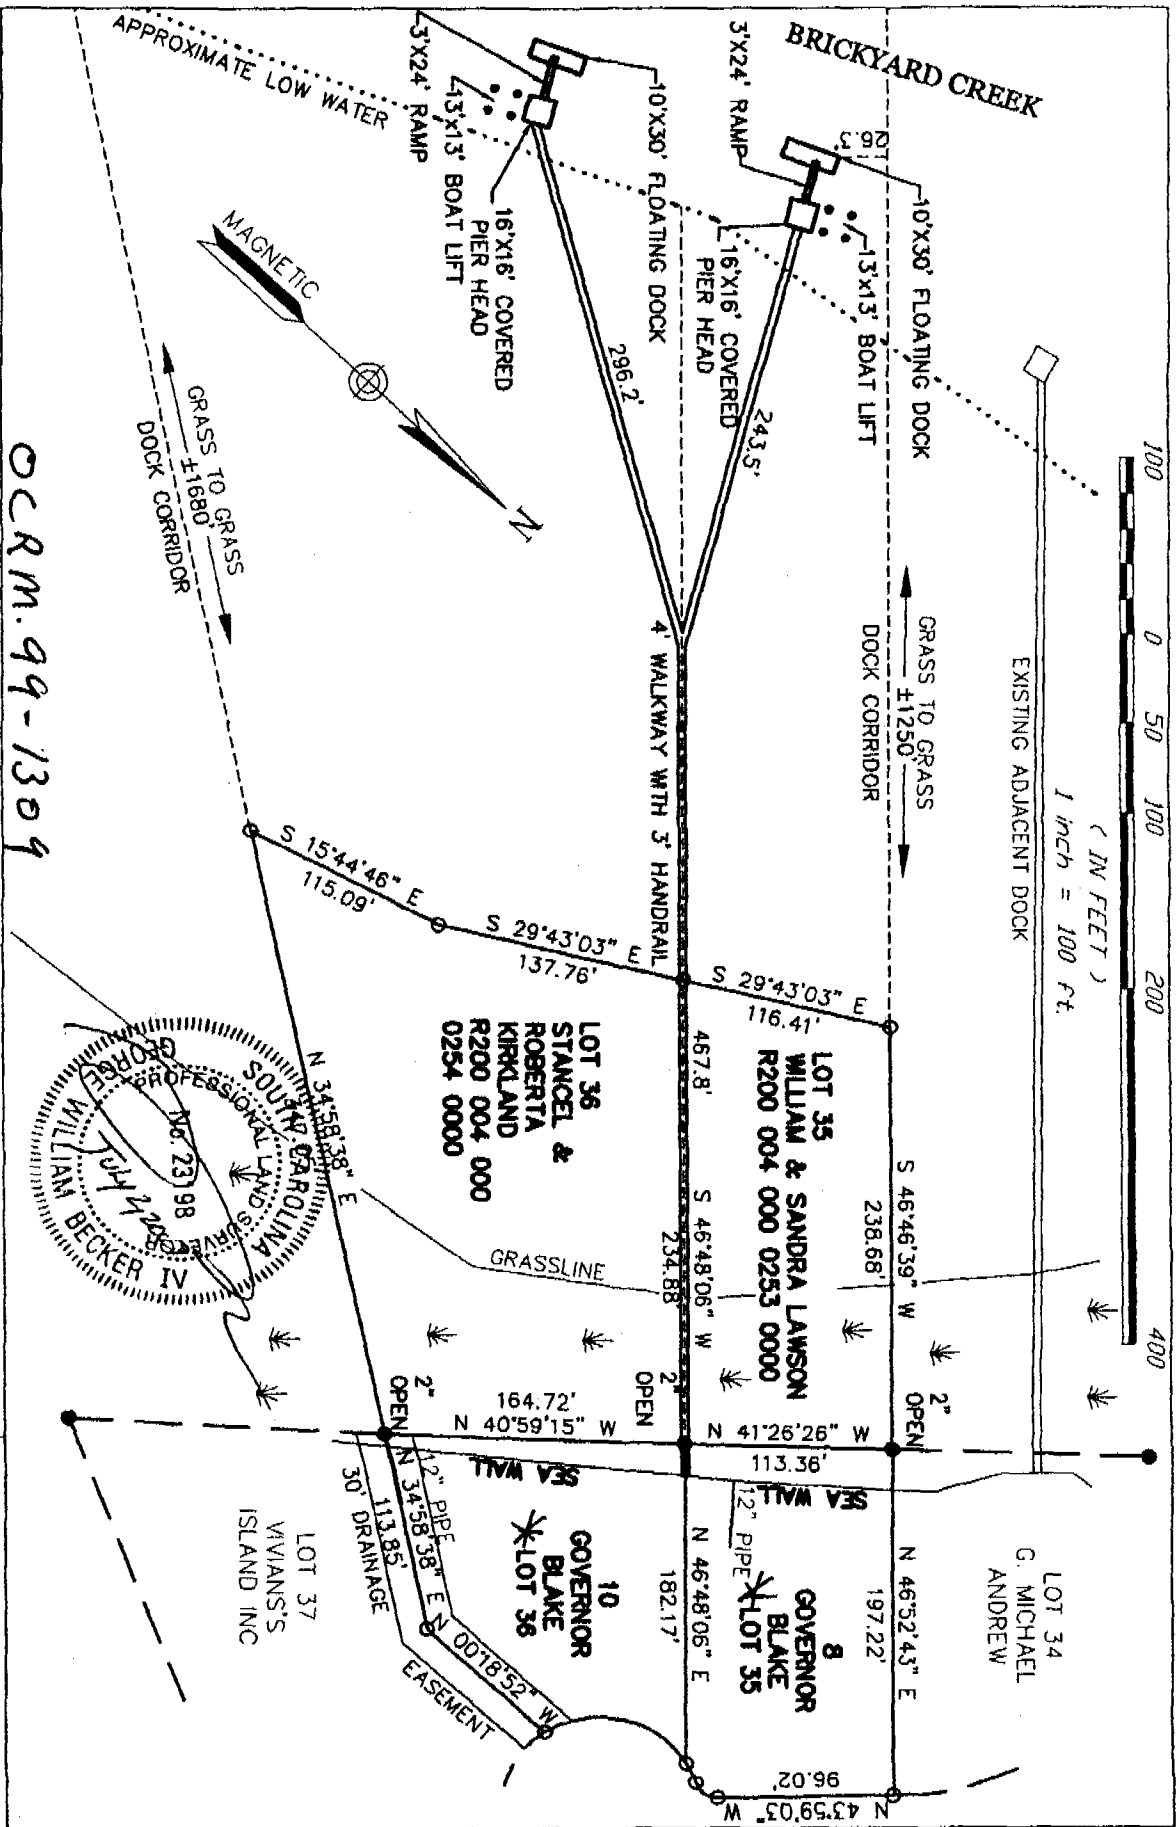 BRICKYARD CREEK
APPROXIMATE LOW WATER
3'X24' RAMP
13'x13' BOAT LIFT
16'X16' COVERED
PIER HEAD
10'X30' FLOATING DOCK
3'X24' RAMP
16'X16' COVERED
PIER HEAD
26.3'
10'X30' FLOATING DOCK
13'x13' BOAT LIFT
MAGNETIC
N
296.2'
243.5'
GRASS TO GRASS
±1680'
DOCK CORRIDOR
GRASS TO GRASS
±1250'
DOCK CORRIDOR
EXISTING ADJACENT DOCK
100 0 50 100 200 400
( IN FEET )
1 inch = 100 ft.
4' WALKWAY WITH 3' HANDRAIL
467.8'
S 15°44'46" E
115.09'
S 29°43'03" E
137.76'
S 29°43'03" E
116.41'
LOT 35
WILLIAM & SANDRA LAWSON
R200 004 000 0253 0000
LOT 36
STANCEL &
ROBERTA
KIRKLAND
R200 004 000
0254 0000
S 46°46'39" W
238.68'
S 46°48'06" W
234.88'
N 34°58'38" E
GRASSLINE
2"
OPEN
2"
OPEN
2"
OPEN
164.72'
N 40°59'15" W
N 41°26'26" W
113.36'
SEA WALL
SEA WALL
12" PIPE
12" PIPE
N 34°58'38" E
113.85'
30' DRAINAGE
EASEMENT
N 00°18'52" W
10
GOVERNOR
BLAKE
LOT 36
8
GOVERNOR
BLAKE
LOT 35
N 46°48'06" E
182.17'
N 46°52'43" E
197.22'
96.02'
N 43°59'03" W
LOT 34
G. MICHAEL
ANDREW
LOT 37
VIVIANS'S
ISLAND INC
SOUTH CAROLINA
PROFESSIONAL LAND SURVEYOR
No. 23198
GEORGE WILLIAM BECKER IV
OCRM.99-1309